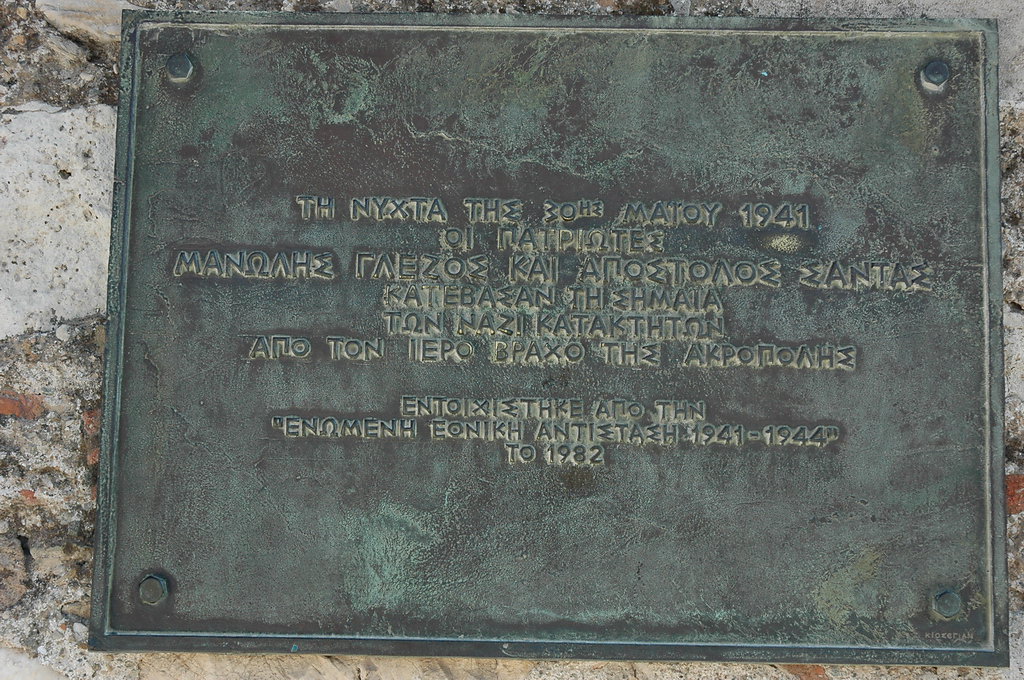 ΤΗ ΝΥΧΤΑ ΤΗΣ 30ΗΣ ΜΑΪΟΥ 1941
ΟΙ ΠΑΤΡΙΩΤΕΣ
ΜΑΝΩΛΗΣ ΓΛΕΖΟΣ ΚΑΙ ΑΠΟΣΤΟΛΟΣ ΣΑΝΤΑΣ
ΚΑΤΕΒΑΣΑΝ ΤΗ ΣΗΜΑΙΑ
ΤΩΝ ΝΑΖΙ ΚΑΤΑΚΤΗΤΩΝ
ΑΠΟ ΤΟΝ ΙΕΡΟ ΒΡΑΧΟ ΤΗΣ ΑΚΡΟΠΟΛΗΣ
ΕΝΤΟΙΧΙΣΤΗΚΕ ΑΠΟ ΤΗΝ
"ΕΝΩΜΕΝΗ ΕΘΝΙΚΗ ΑΝΤΙΣΤΑΣΗ 1941-1944"
ΤΟ 1982
ΚΙΟΣΕΓΙΑΝ